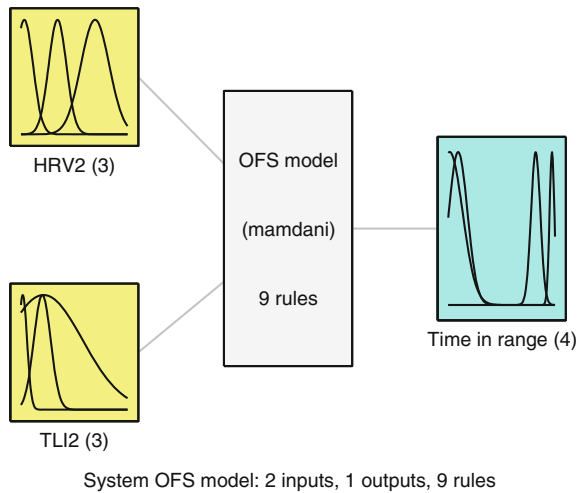 HRV2 (3)
OFS model
(mamdani)
9 rules
Time in range (4)
TLI2 (3)
System OFS model: 2 inputs, 1 outputs, 9 rules